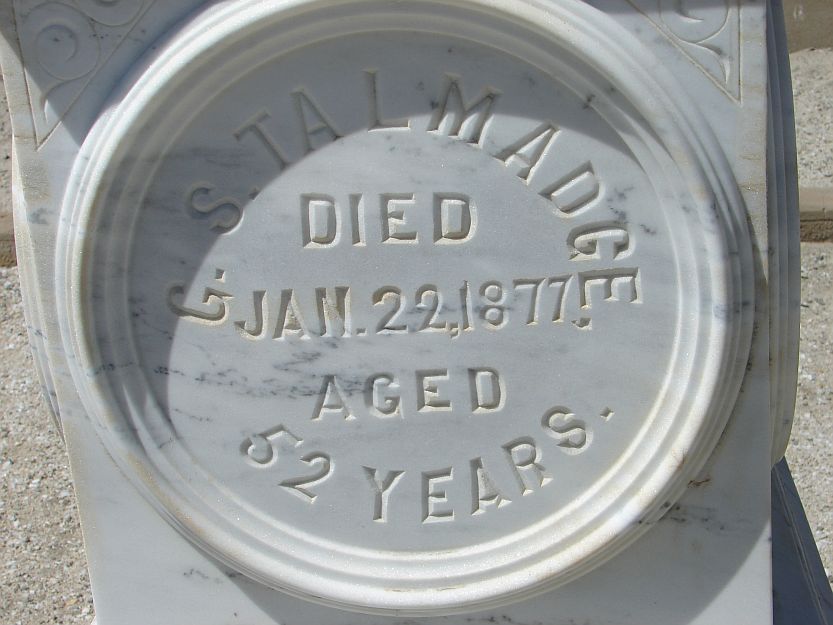 G. S. TALMADGE
DIED
JAN. 22, 1877.
AGED
52 YEARS.